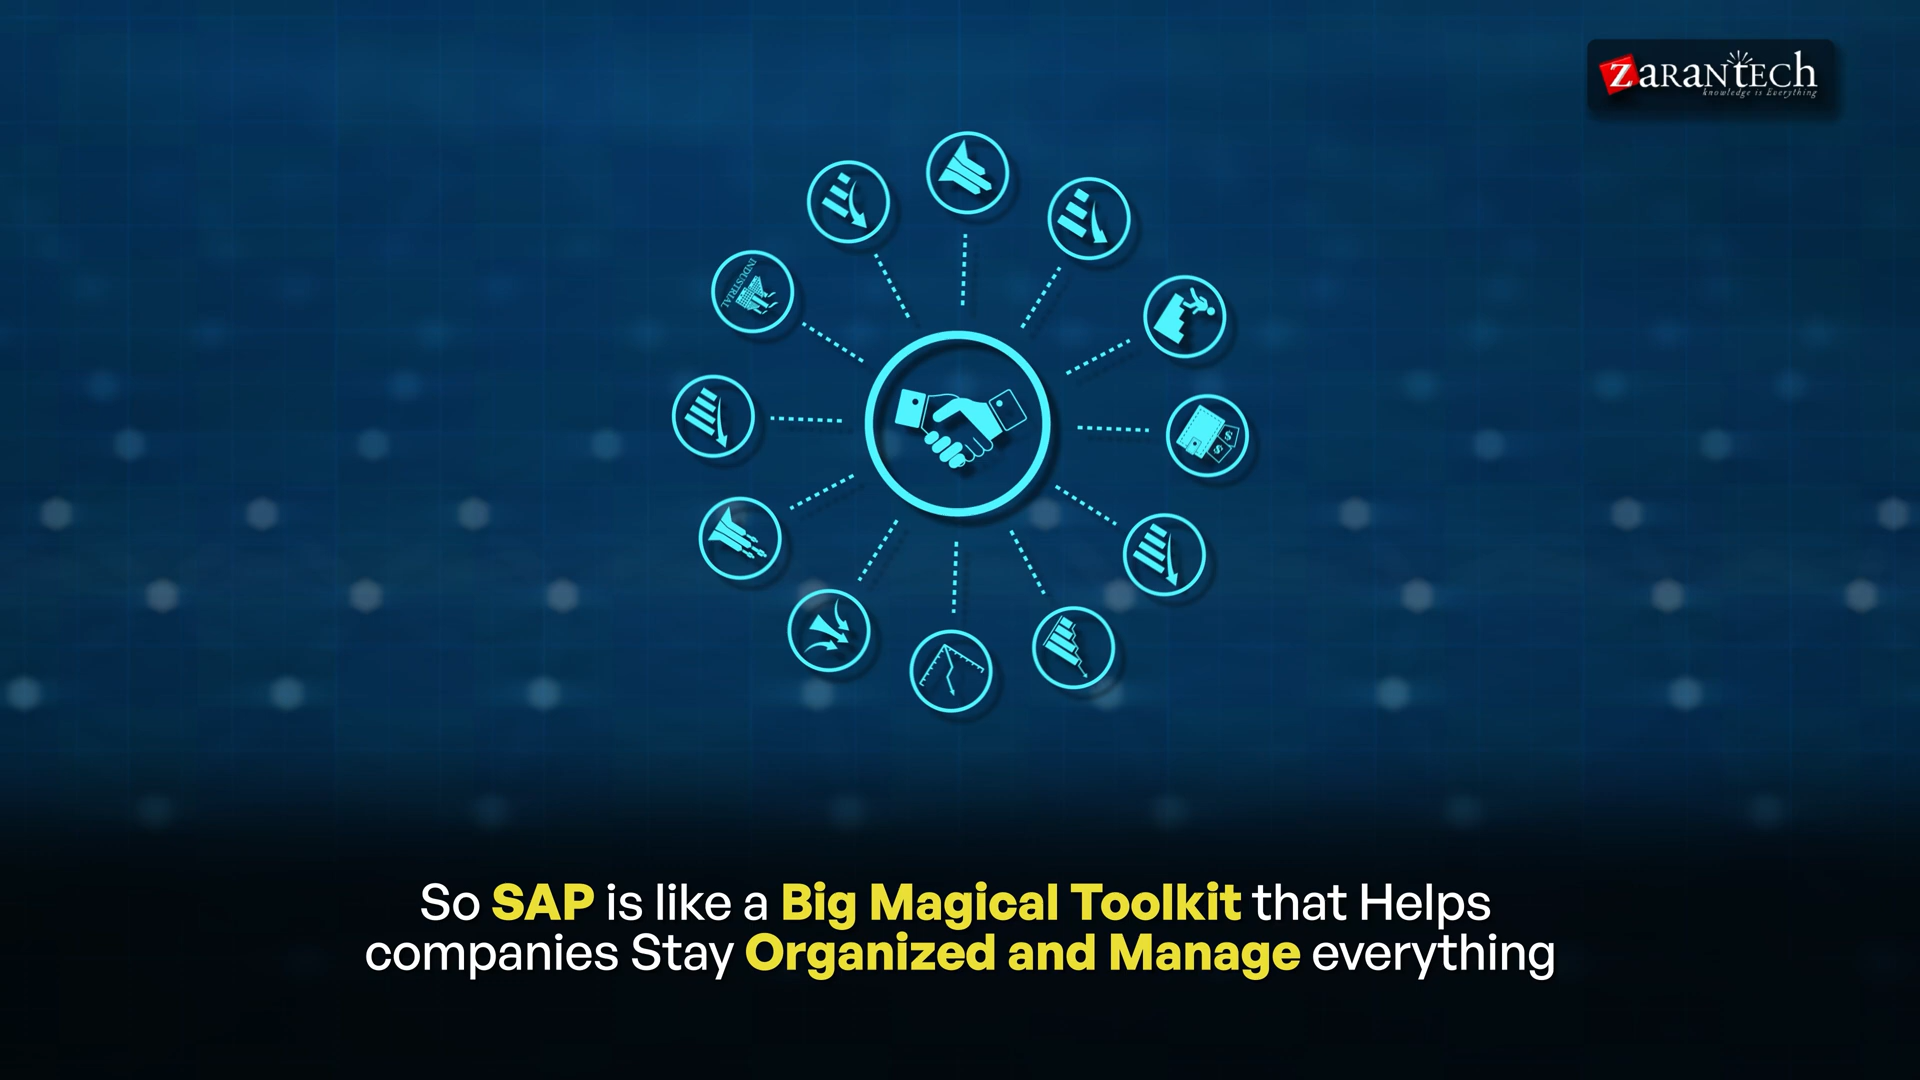 ZARANTECH
knowledge is Everything
INDUSTRIAL
$
$
So SAP is like a Big Magical Toolkit that Helps
companies Stay Organized and Manage everything